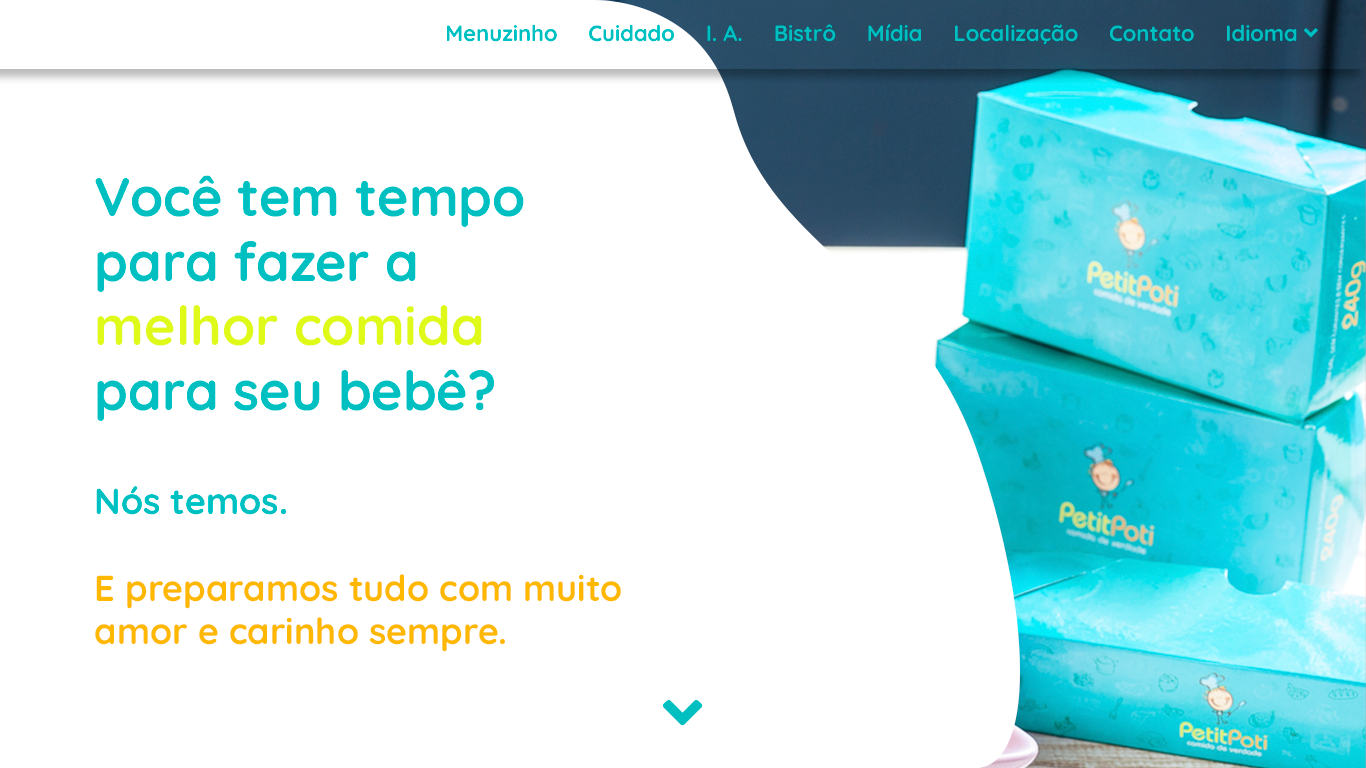 Menuzinho Cuidado I. A. Bistrô Mídia Localização Contato Idioma
Você tem tempo
para fazer a
melhor comida
para seu bebê?
Nós temos.
E preparamos tudo com muito
amor e carinho sempre.
PetitPoti
comida de verdade
240g
PetitPoti
comida de verdade
240g
PetitPoti
comida de verdade